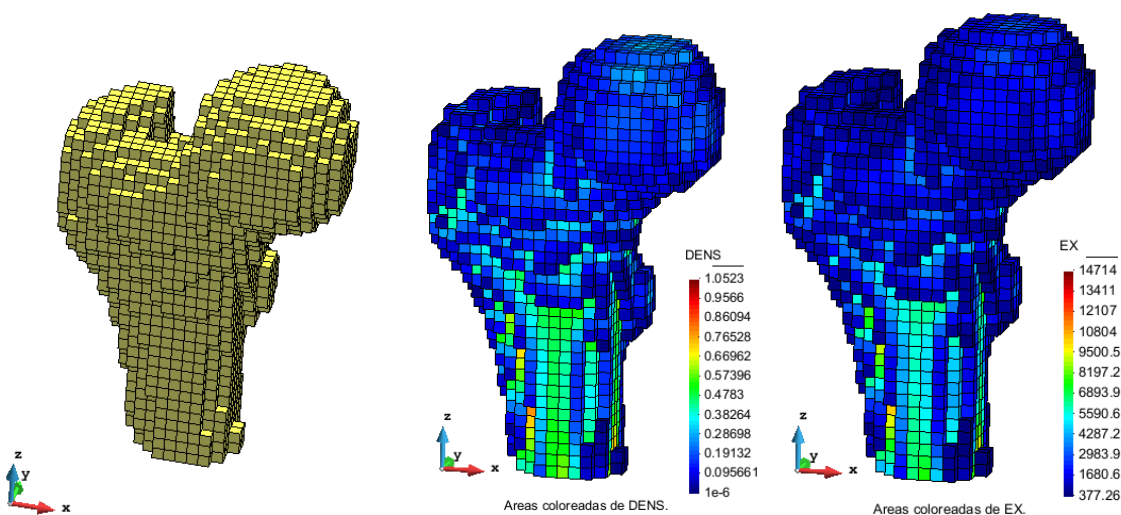 z
y
x
DENS
1.0523
0.9566
0.86094
0.76528
0.66962
0.57396
0.4783
0.38264
0.28698
0.19132
0.095661
1e-6
z
y
x
Areas coloreadas de DENS.
EX
14714
13411
12107
10804
9500.5
8197.2
6893.9
5590.6
4287.2
2983.9
1680.6
377.26
z
y
x
Areas coloreadas de EX.